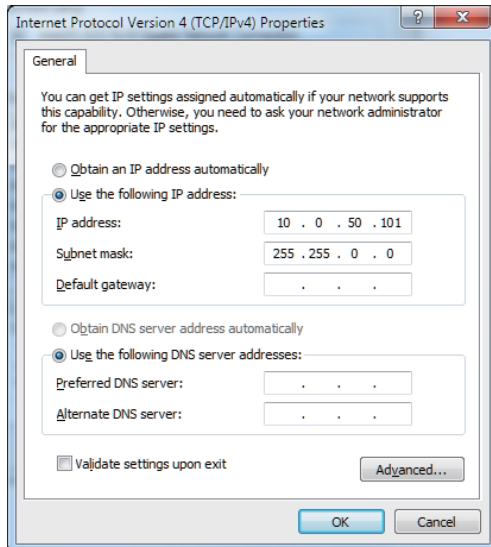 Internet Protocol Version 4 (TCP/IPv4) Properties
General
You can get IP settings assigned automatically if your network supports
this capability. Otherwise, you need to ask your network administrator
for the appropriate IP settings.
Obtain an IP address automatically
Use the following IP address:
IP address: 10 . 0 . 50 . 101
Subnet mask: 255 . 255 . 0 . 0
Default gateway: . . .
Obtain DNS server address automatically
Use the following DNS server addresses:
Preferred DNS server: . . .
Alternate DNS server: . . .
Validate settings upon exit
Advanced...
OK Cancel